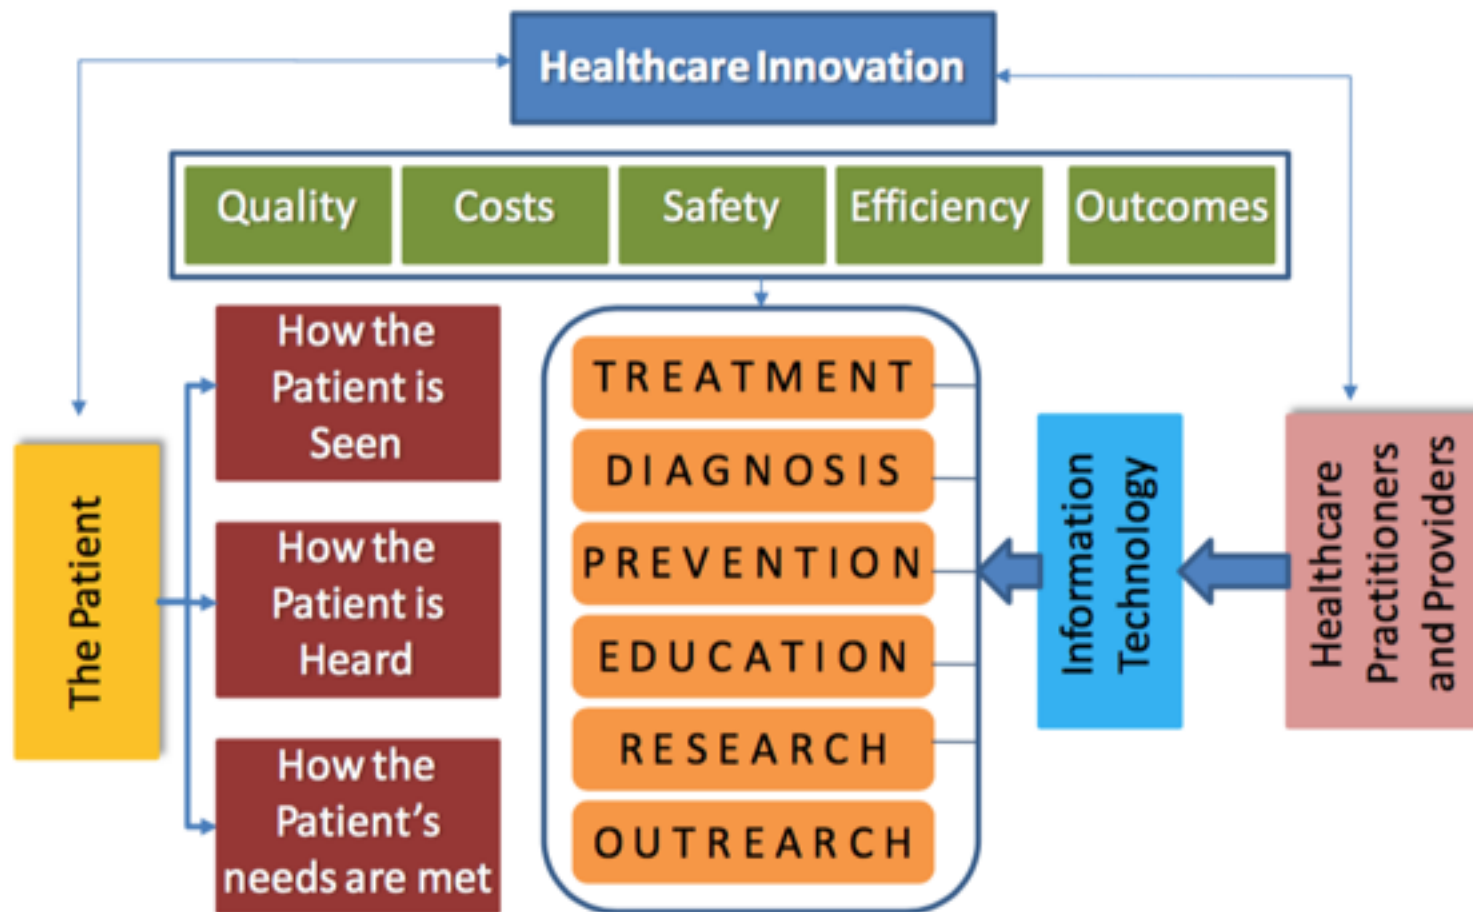 Healthcare Innovation
Quality
Costs
Safety
Efficiency
Outcomes
The Patient
How the
Patient is
Seen
How the
Patient is
Heard
How the
Patient's
needs are met
TREATMENT
DIAGNOSIS
PREVENTION
EDUCATION
RESEARCH
OUTREARCH
Information
Technology
Healthcare
Practitioners
and Providers